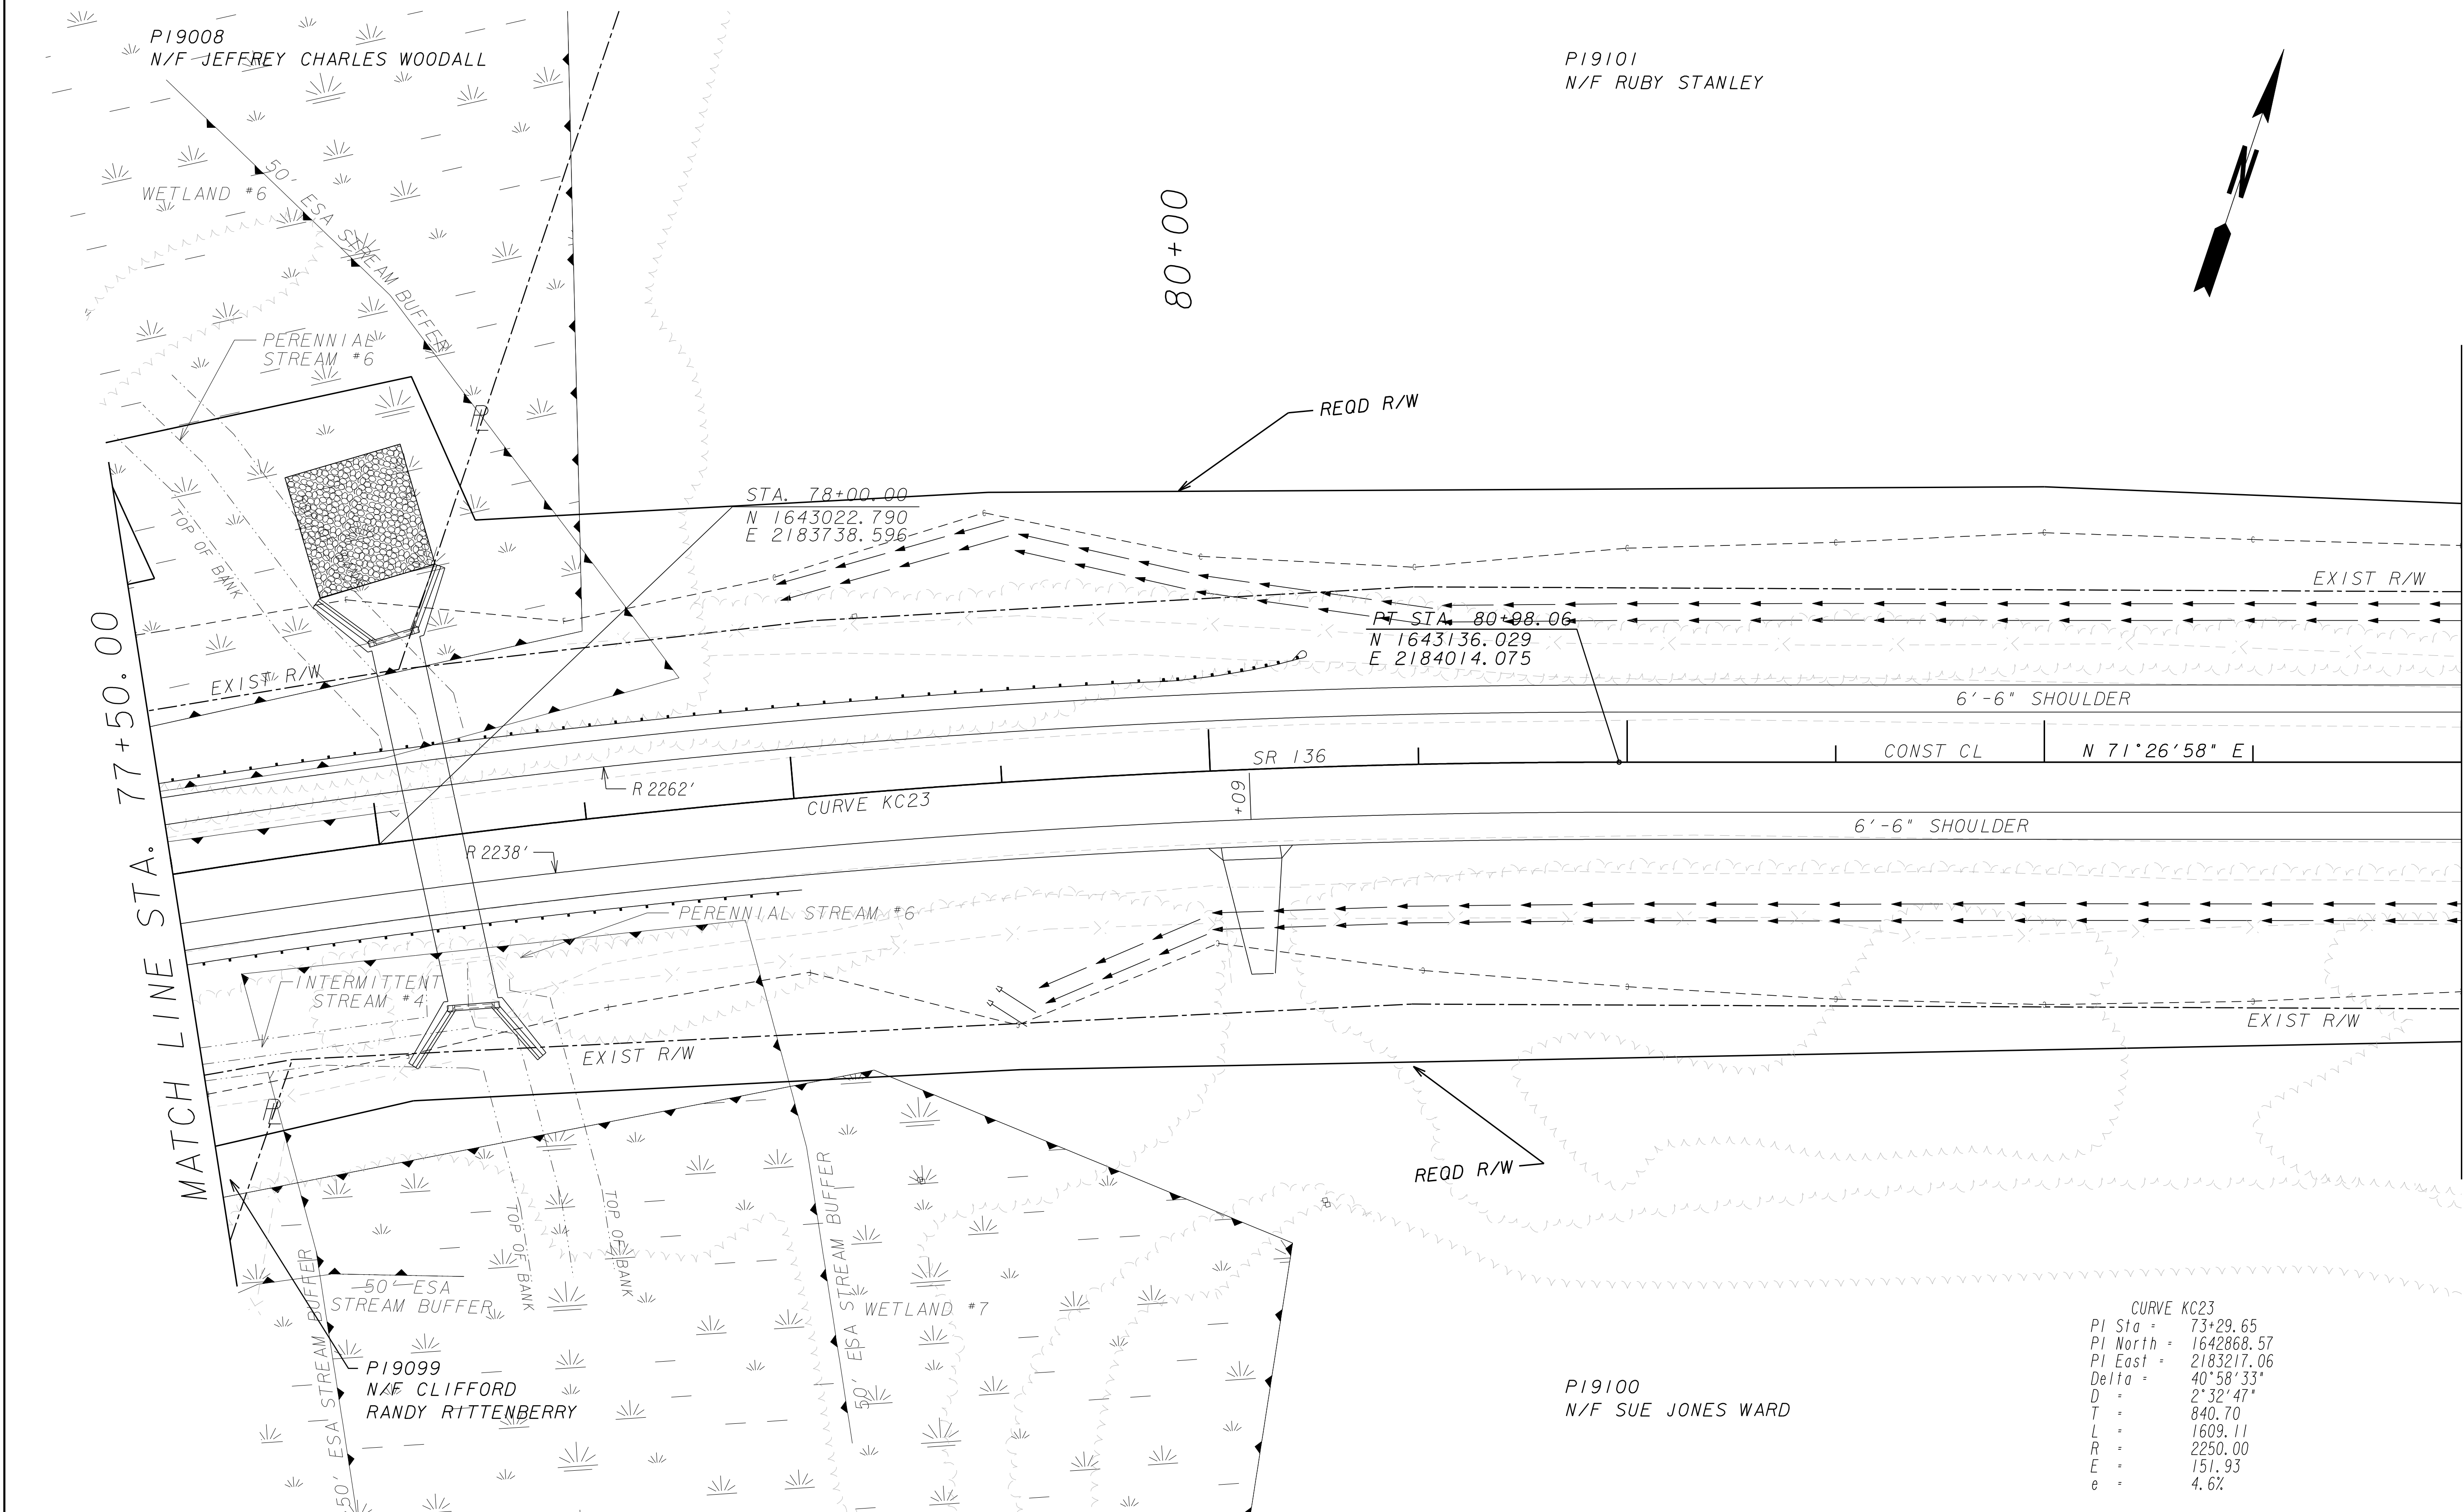 P19008
N/F JEFFREY CHARLES WOODALL
P19101
N/F RUBY STANLEY
N
80+00
WETLAND #6
50' ESA STREAM BUFFER
PERENNIAL
STREAM #6
REQD R/W
TOP OF BANK
STA. 78+00.00
N 1643022.790
E 2183738.596
EXIST R/W
PT STA. 80+98.06
N 1643136.029
E 2184014.075
EXIST R/W
6'-6" SHOULDER
SR 136
CONST CL
N 71°26'58" E
R 2262'
CURVE KC23
+09
6'-6" SHOULDER
R 2238'
MATCH LINE STA. 77+50.00
PERENNIAL STREAM #6
INTERMITTENT
STREAM #4
EXIST R/W
EXIST R/W
REQD R/W
TOP OF BANK
TOP OF BANK
50' ESA STREAM BUFFER
50' ESA
STREAM BUFFER
50' ESA STREAM BUFFER
WETLAND #7
P19099
N/F CLIFFORD
RANDY RITTENBERRY
P19100
N/F SUE JONES WARD
CURVE KC23
PI Sta = 73+29.65
PI North = 1642868.57
PI East = 2183217.06
Delta = 40°58'33"
D = 2°32'47"
T = 840.70
L = 1609.11
R = 2250.00
E = 151.93
e = 4.6%